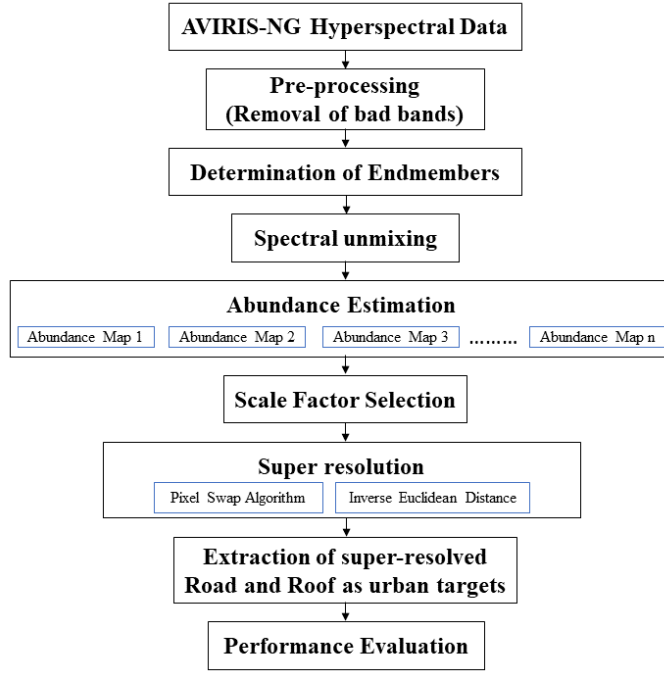 AVIRIS-NG Hyperspectral Data
Pre-processing
(Removal of bad bands)
Determination of Endmembers
Spectral unmixing
Abundance Estimation
Abundance Map 1 Abundance Map 2 Abundance Map 3 ......... Abundance Map n
Scale Factor Selection
Super resolution
Pixel Swap Algorithm Inverse Euclidean Distance
Extraction of super-resolved
Road and Roof as urban targets
Performance Evaluation